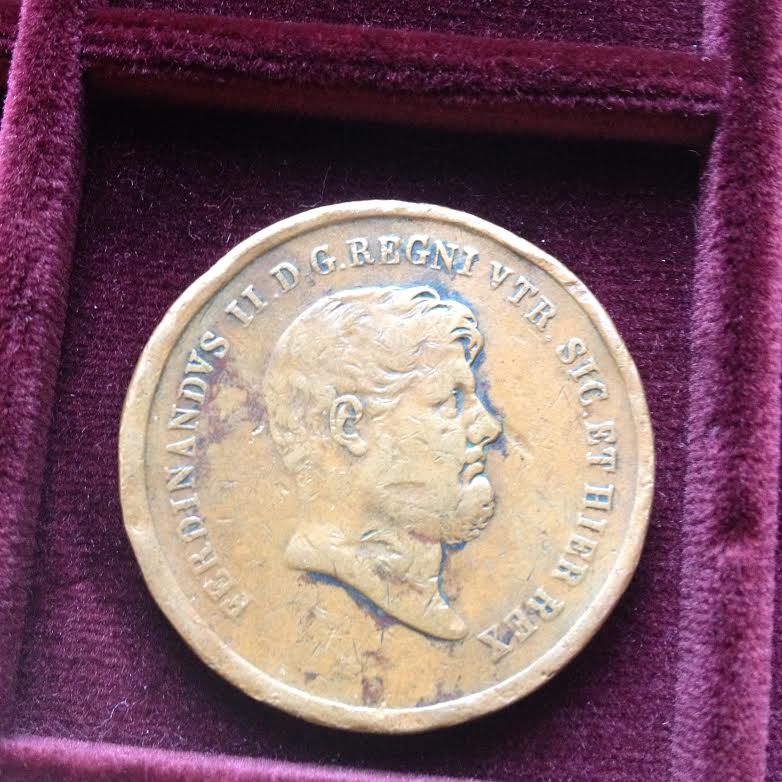 FERDINANDVS II.D.G.REGNI VTR. SIC. ET HIER REX